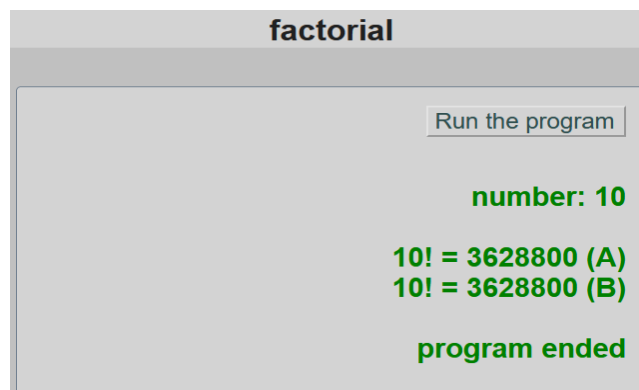 factorial
Run the program
number: 10
10! = 3628800 (A)
10! = 3628800 (B)
program ended